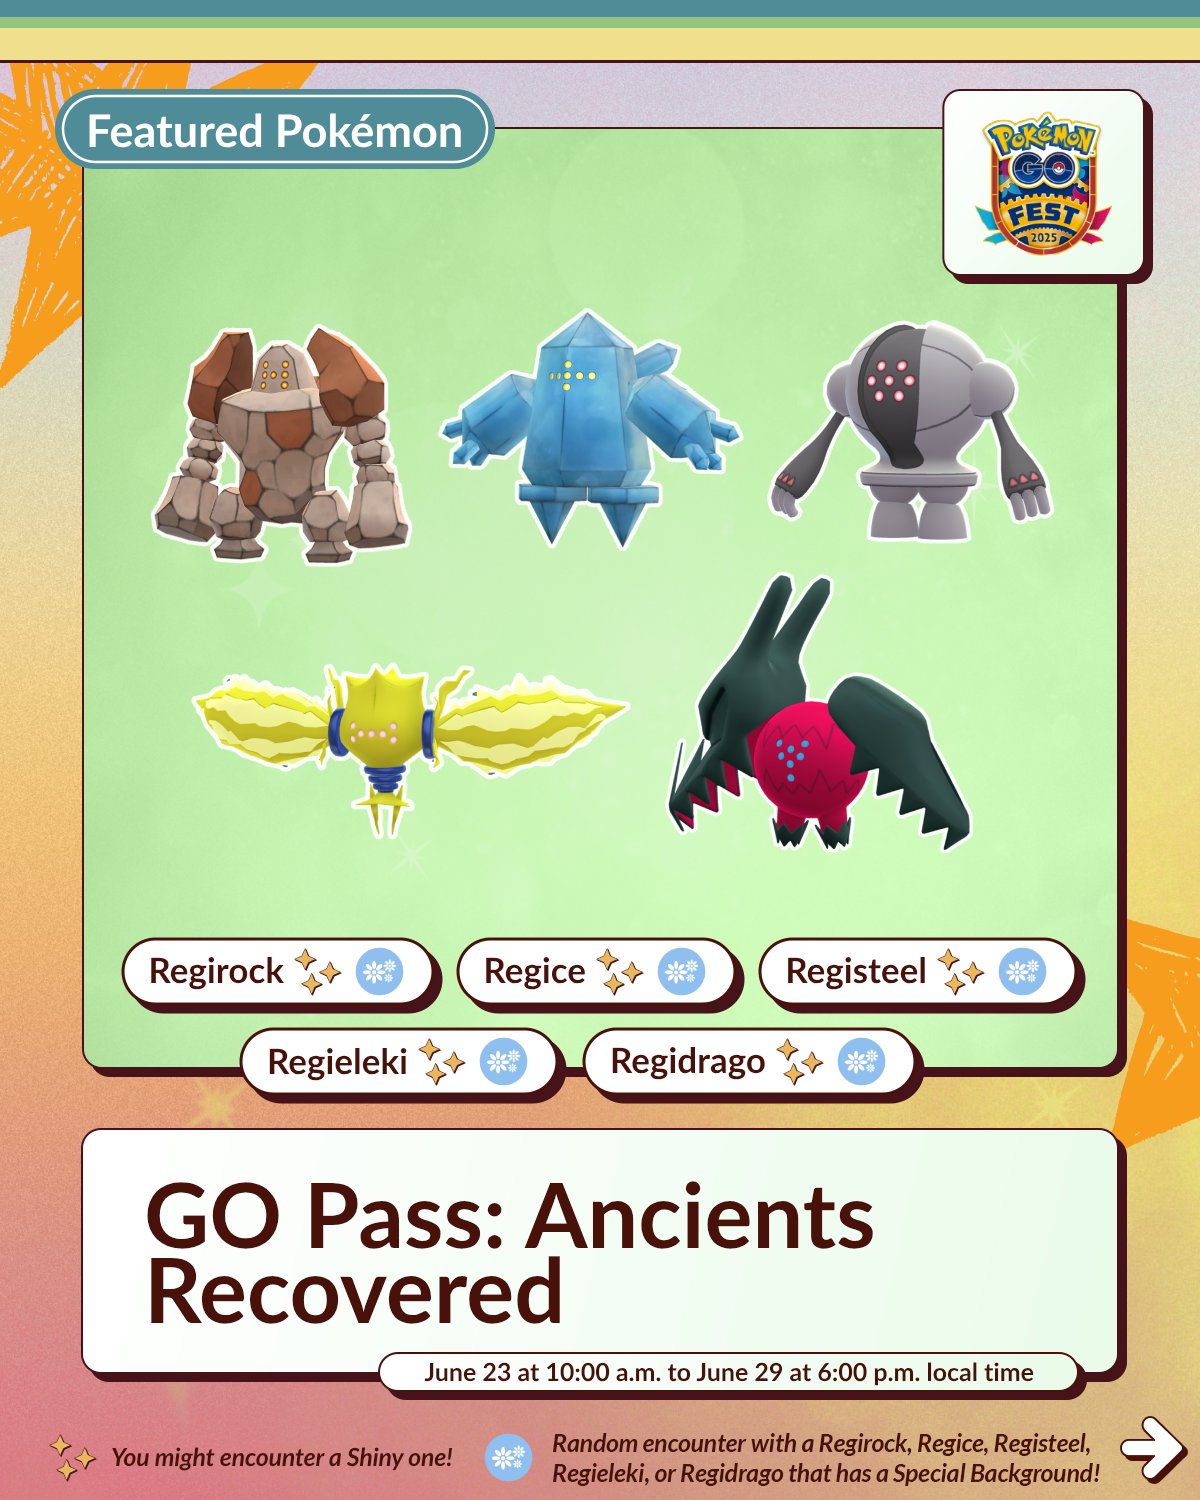 Featured Pokémon
POKéMON
GO
FEST
2025
Regirock
Regice
Registeel
Regieleki
Regidrago
GO Pass: Ancients
Recovered
June 23 at 10:00 a.m. to June 29 at 6:00 p.m. local time
You might encounter a Shiny one!
Random encounter with a Regirock, Regice, Registeel,
Regieleki, or Regidrago that has a Special Background!